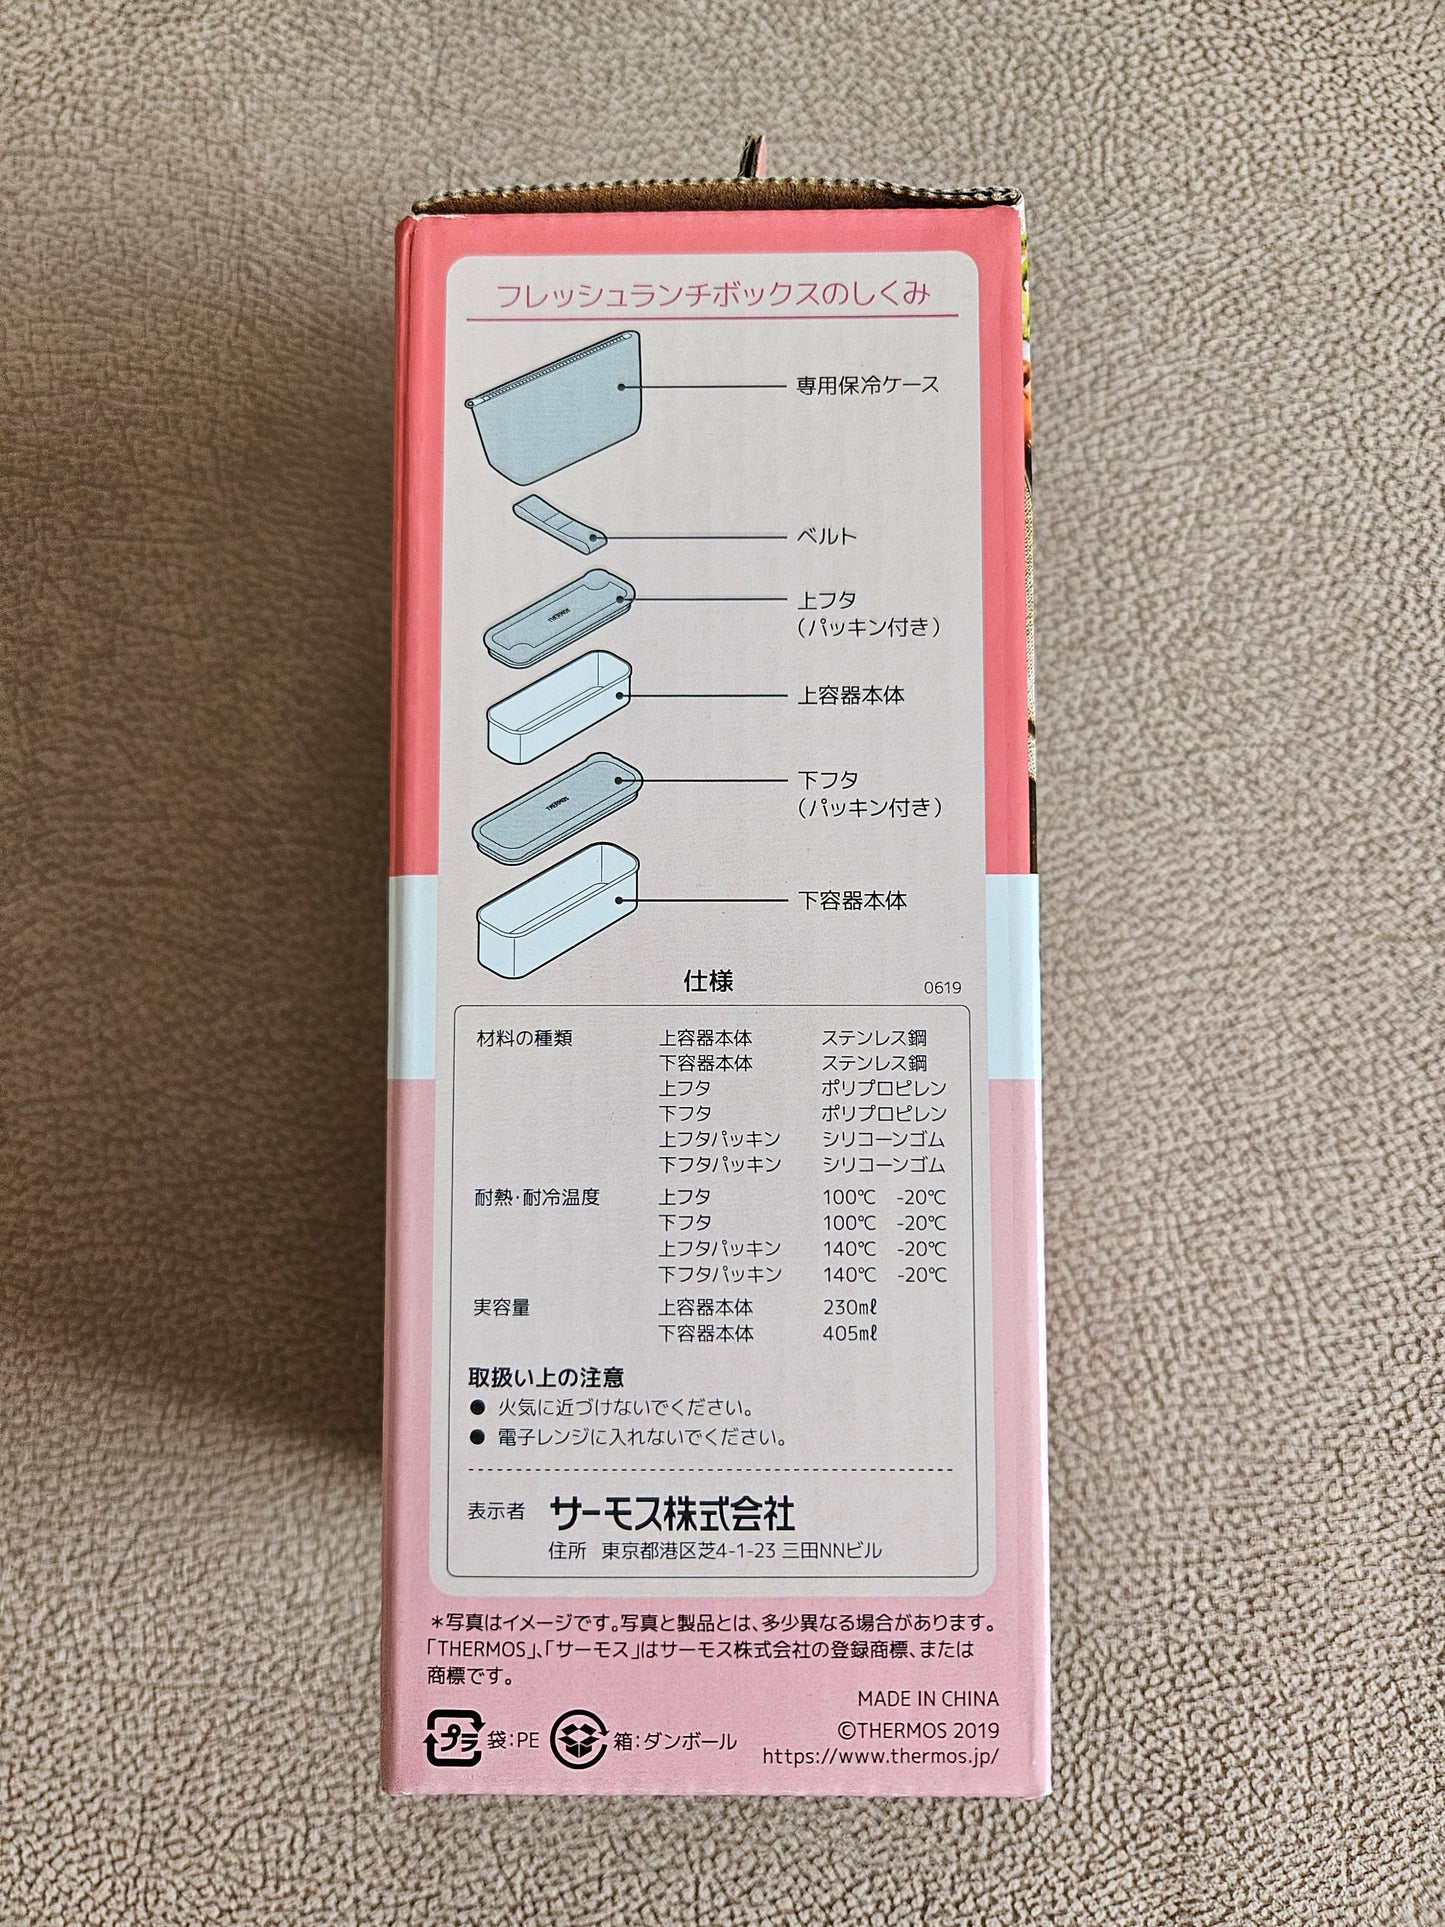 フレッシュランチボックスのしくみ
専用保冷ケース
ベルト
上フタ
(パッキン付き)
THERMOS
上容器本体
下フタ
(パッキン付き)
THERMOS
下容器本体
仕様
0619
材料の種類 上容器本体 ステンレス鋼
下容器本体 ステンレス鋼
上フタ ポリプロピレン
下フタ ポリプロピレン
上フタパッキン シリコーンゴム
下フタパッキン シリコーンゴム
耐熱・耐冷温度 上フタ 100℃ -20℃
下フタ 100℃ -20℃
上フタパッキン 140℃ -20℃
下フタパッキン 140℃ -20℃
実容量 上容器本体 230mℓ
下容器本体 405mℓ
取扱い上の注意
● 火気に近づけないでください。
● 電子レンジに入れないでください。
表示者 サーモス株式会社
住所 東京都港区芝4-1-23 三田NNビル
*写真はイメージです。写真と製品とは、多少異なる場合があります。
「THERMOS」、「サーモス」はサーモス株式会社の登録商標、または
商標です。
MADE IN CHINA
©THERMOS 2019
https://www.thermos.jp/
プラ 袋:PE 箱:ダンボール